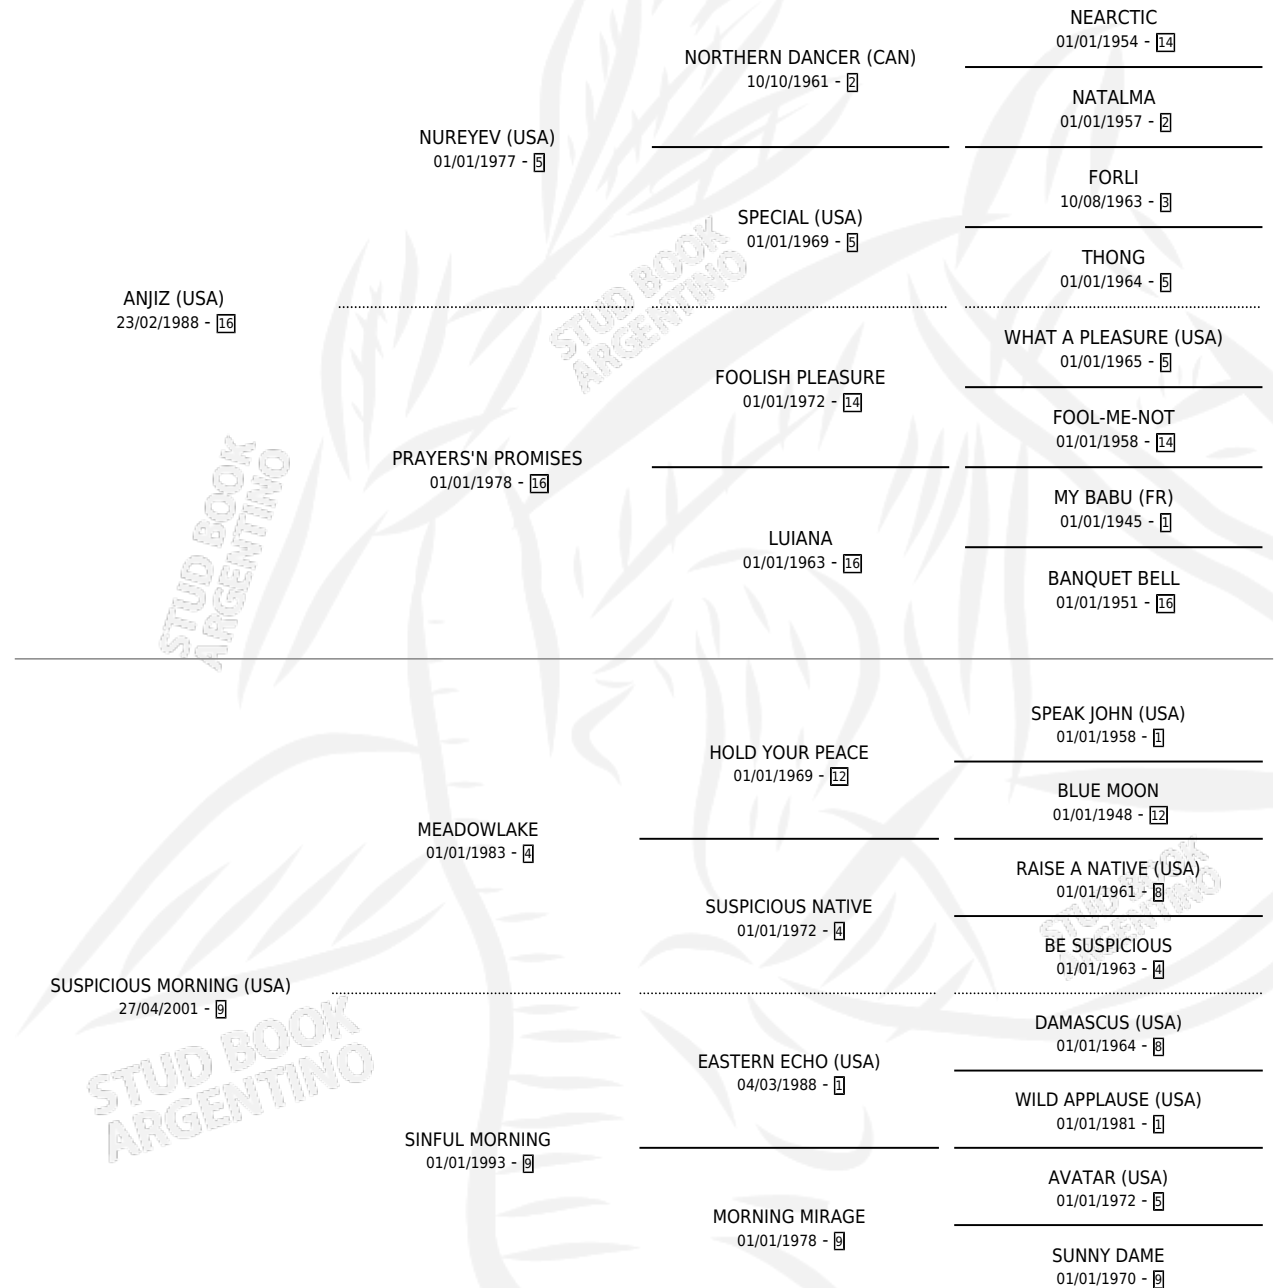 NEARCTIC
01/01/1954 - 14
NORTHERN DANCER (CAN)
10/10/1961 - 2
NATALMA
01/01/1957 - 2
NUREYEV (USA)
01/01/1977 - 5
FORLI
10/08/1963 - 3
SPECIAL (USA)
01/01/1969 - 5
THONG
01/01/1964 - 5
ANJIZ (USA)
23/02/1988 - 16
WHAT A PLEASURE (USA)
01/01/1965 - 5
FOOLISH PLEASURE
01/01/1972 - 14
FOOL-ME-NOT
01/01/1958 - 14
PRAYERS'N PROMISES
01/01/1978 - 16
MY BABU (FR)
01/01/1945 - 1
LUIANA
01/01/1963 - 16
BANQUET BELL
01/01/1951 - 16
SPEAK JOHN (USA)
01/01/1958 - 1
HOLD YOUR PEACE
01/01/1969 - 12
BLUE MOON
01/01/1948 - 12
MEADOWLAKE
01/01/1983 - 4
RAISE A NATIVE (USA)
01/01/1961 - 8
SUSPICIOUS NATIVE
01/01/1972 - 4
BE SUSPICIOUS
01/01/1963 - 4
SUSPICIOUS MORNING (USA)
27/04/2001 - 9
DAMASCUS (USA)
01/01/1964 - 8
EASTERN ECHO (USA)
04/03/1988 - 1
WILD APPLAUSE (USA)
01/01/1981 - 1
SINFUL MORNING
01/01/1993 - 9
AVATAR (USA)
01/01/1972 - 5
MORNING MIRAGE
01/01/1978 - 9
SUNNY DAME
01/01/1970 - 9
STUD BOOK
ARGENTINO
STUD BOOK
ARGENTINO
STUD BOOK
ARGENTINO
STUD BOOK
ARGENTINO